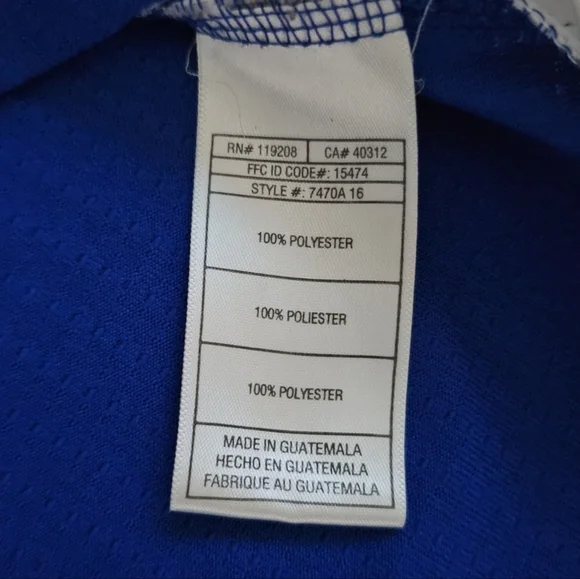 RN# 119208 CA# 40312
FFC ID CODE#: 15474
STYLE #: 7470A 16
100% POLYESTER
100% POLIESTER
100% POLYESTER
MADE IN GUATEMALA
HECHO EN GUATEMALA
FABRIQUE AU GUATEMALA